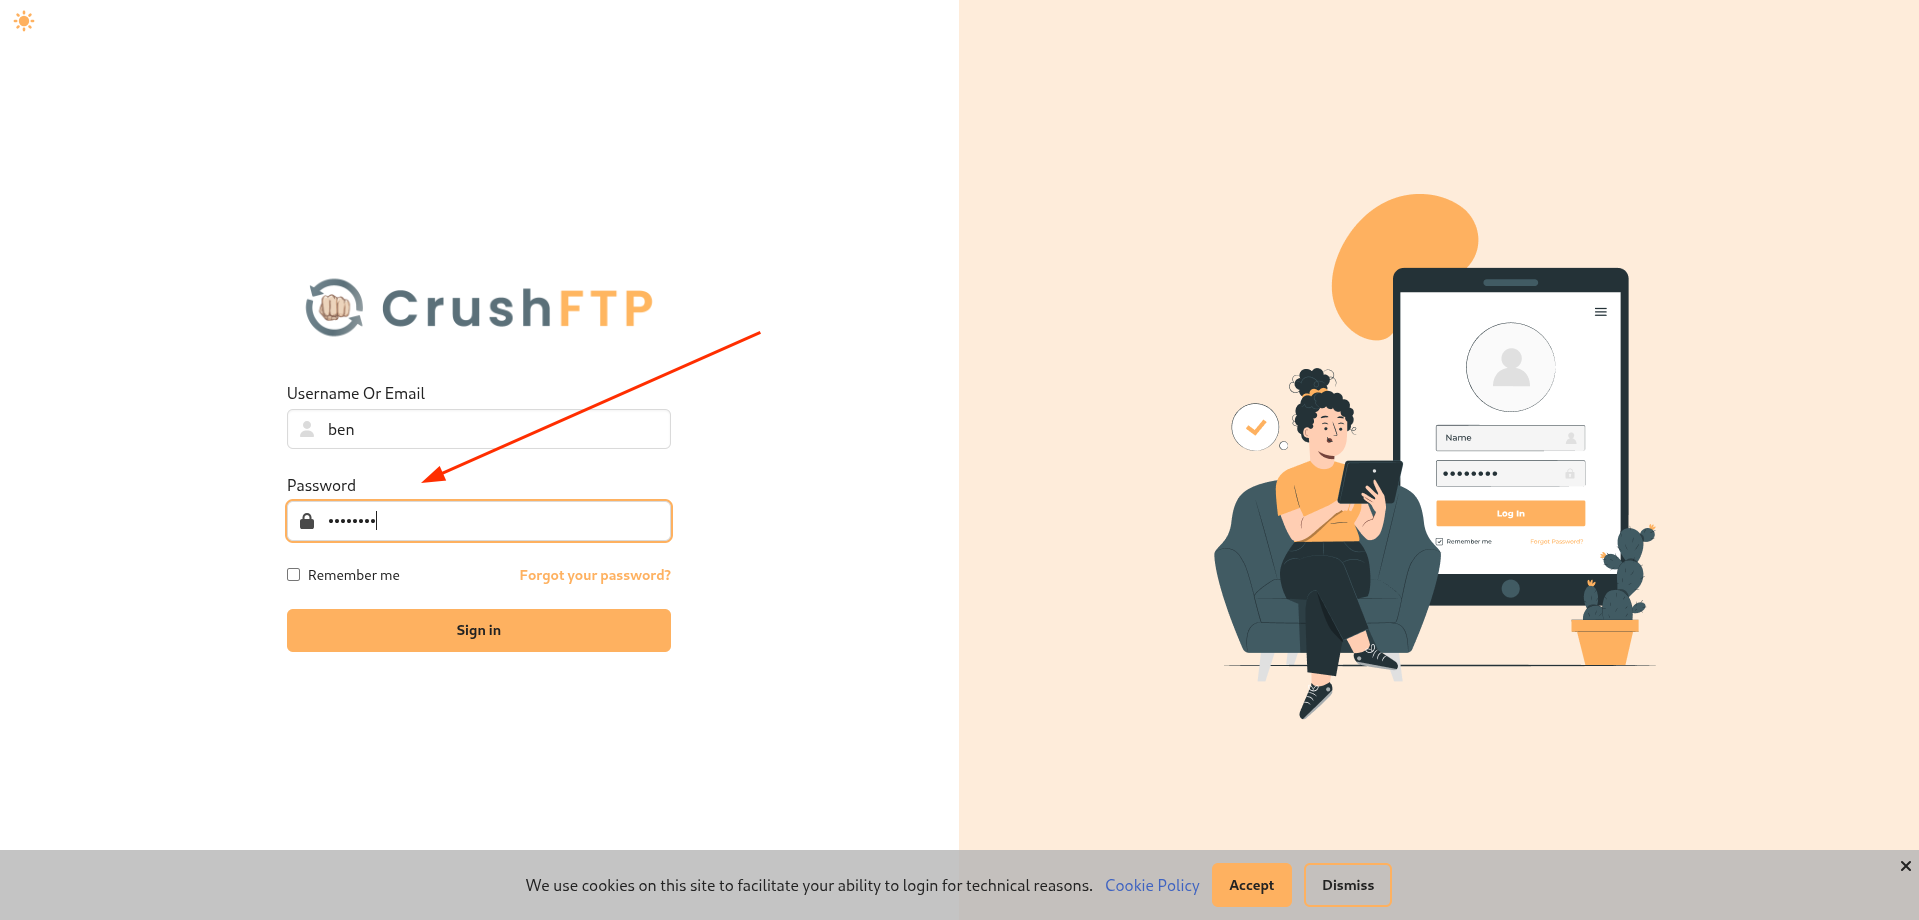 CrushFTP
Username Or Email
ben
Password
••••••••
Remember me
Forgot your password?
Sign in
Name
••••••••
Log In
Remember me
Forgot Password?
We use cookies on this site to facilitate your ability to login for technical reasons. Cookie Policy Accept Dismiss